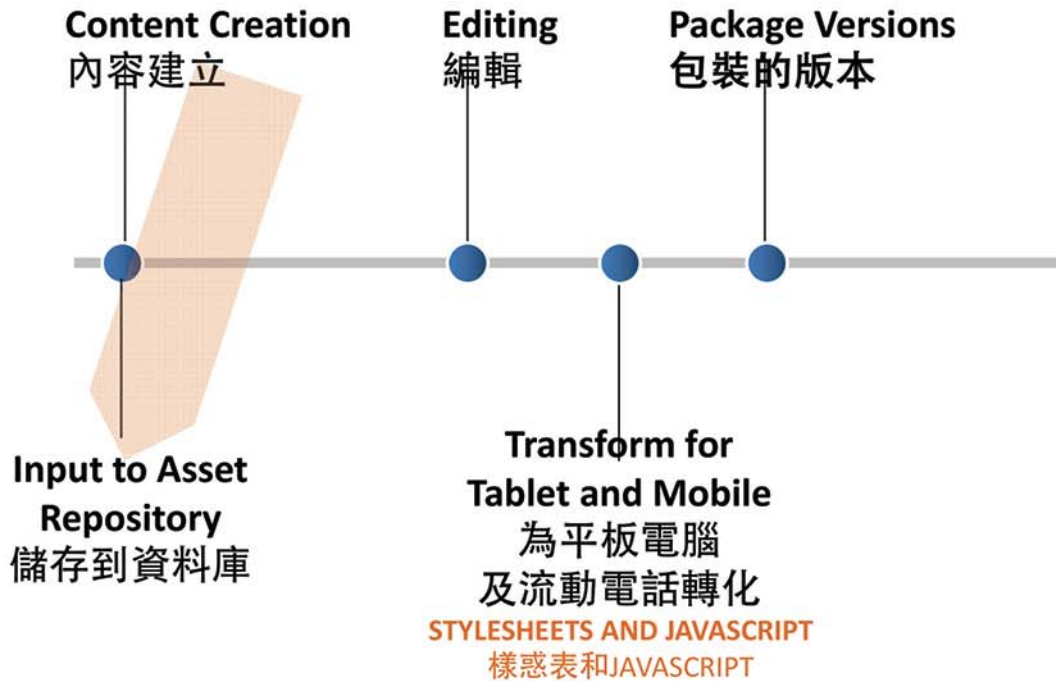 Content Creation
內容建立
Editing
編輯
Package Versions
包裝的版本
Input to Asset
Repository
儲存到資料庫
Transform for
Tablet and Mobile
為平板電腦
及流動電話轉化
STYLESHEETS AND JAVASCRIPT
樣惑表和JAVASCRIPT